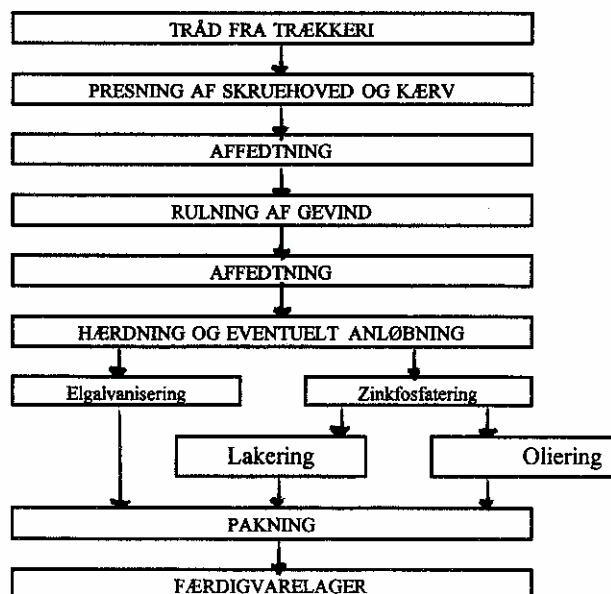 TRÅD FRA TRÆKKERI
PRESNING AF SKRUEHOVED OG KÆRV
AFFEDTNING
RULNING AF GEVIND
AFFEDTNING
HÆRDNING OG EVENTUELT ANLØBNING
Elgalvanisering Zinkfosfatering
Lakering Oliering
PAKNING
FÆRDIGVARELAGER